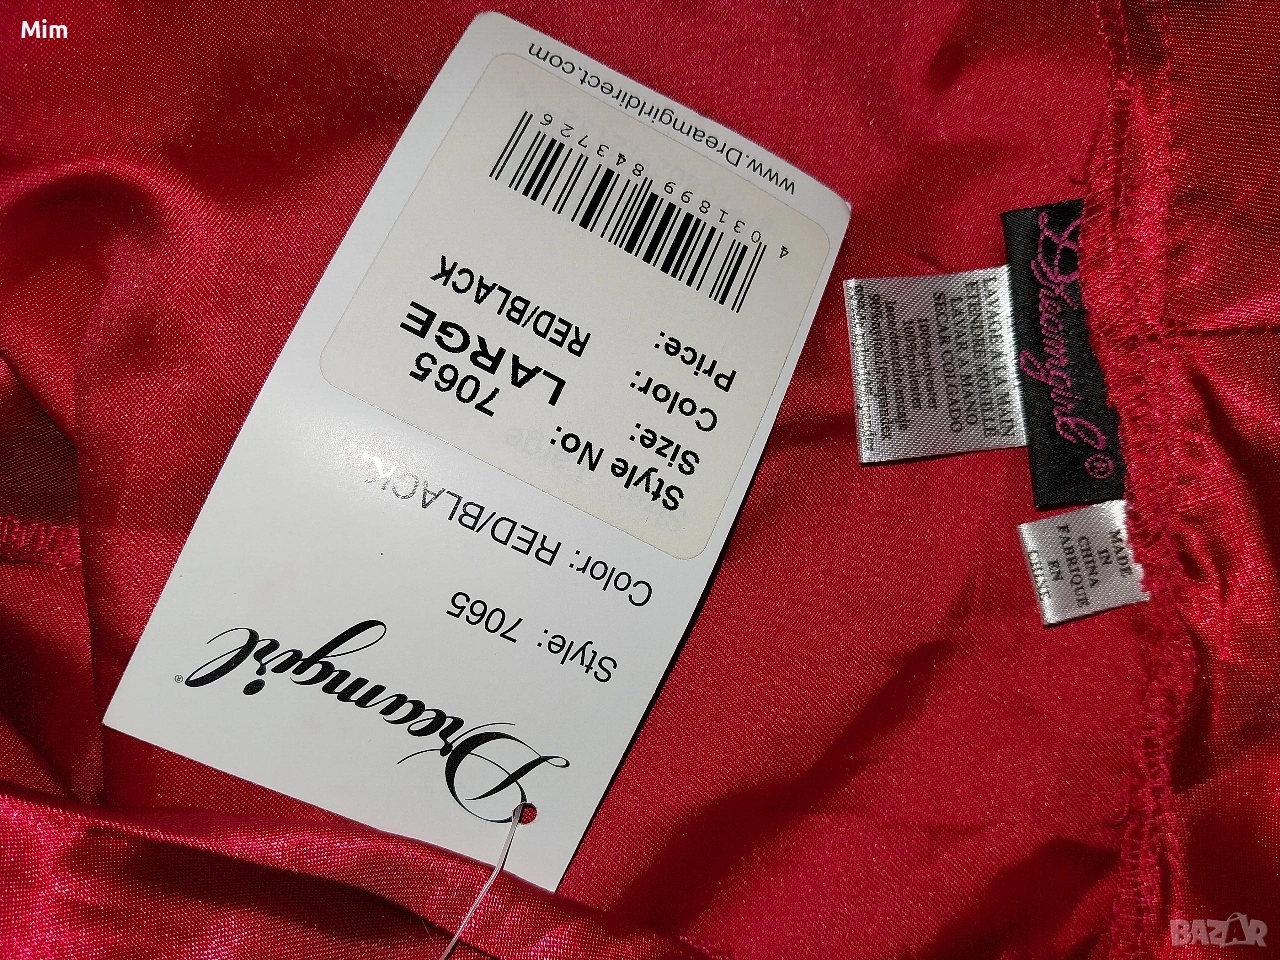 Mim
Dreamgirl®
Style: 7065
Color: RED/BLACK
Style No: 7065
Size: LARGE
Color: RED/BLACK
Price:
4 031899 843726
www.Dreamgirldirect.com
Dreamgirl®
LAVAR A MANO
SECAR COLGADO
MADE
IN
CHINA
FABRIQUE
EN
CHINE
BAZAR